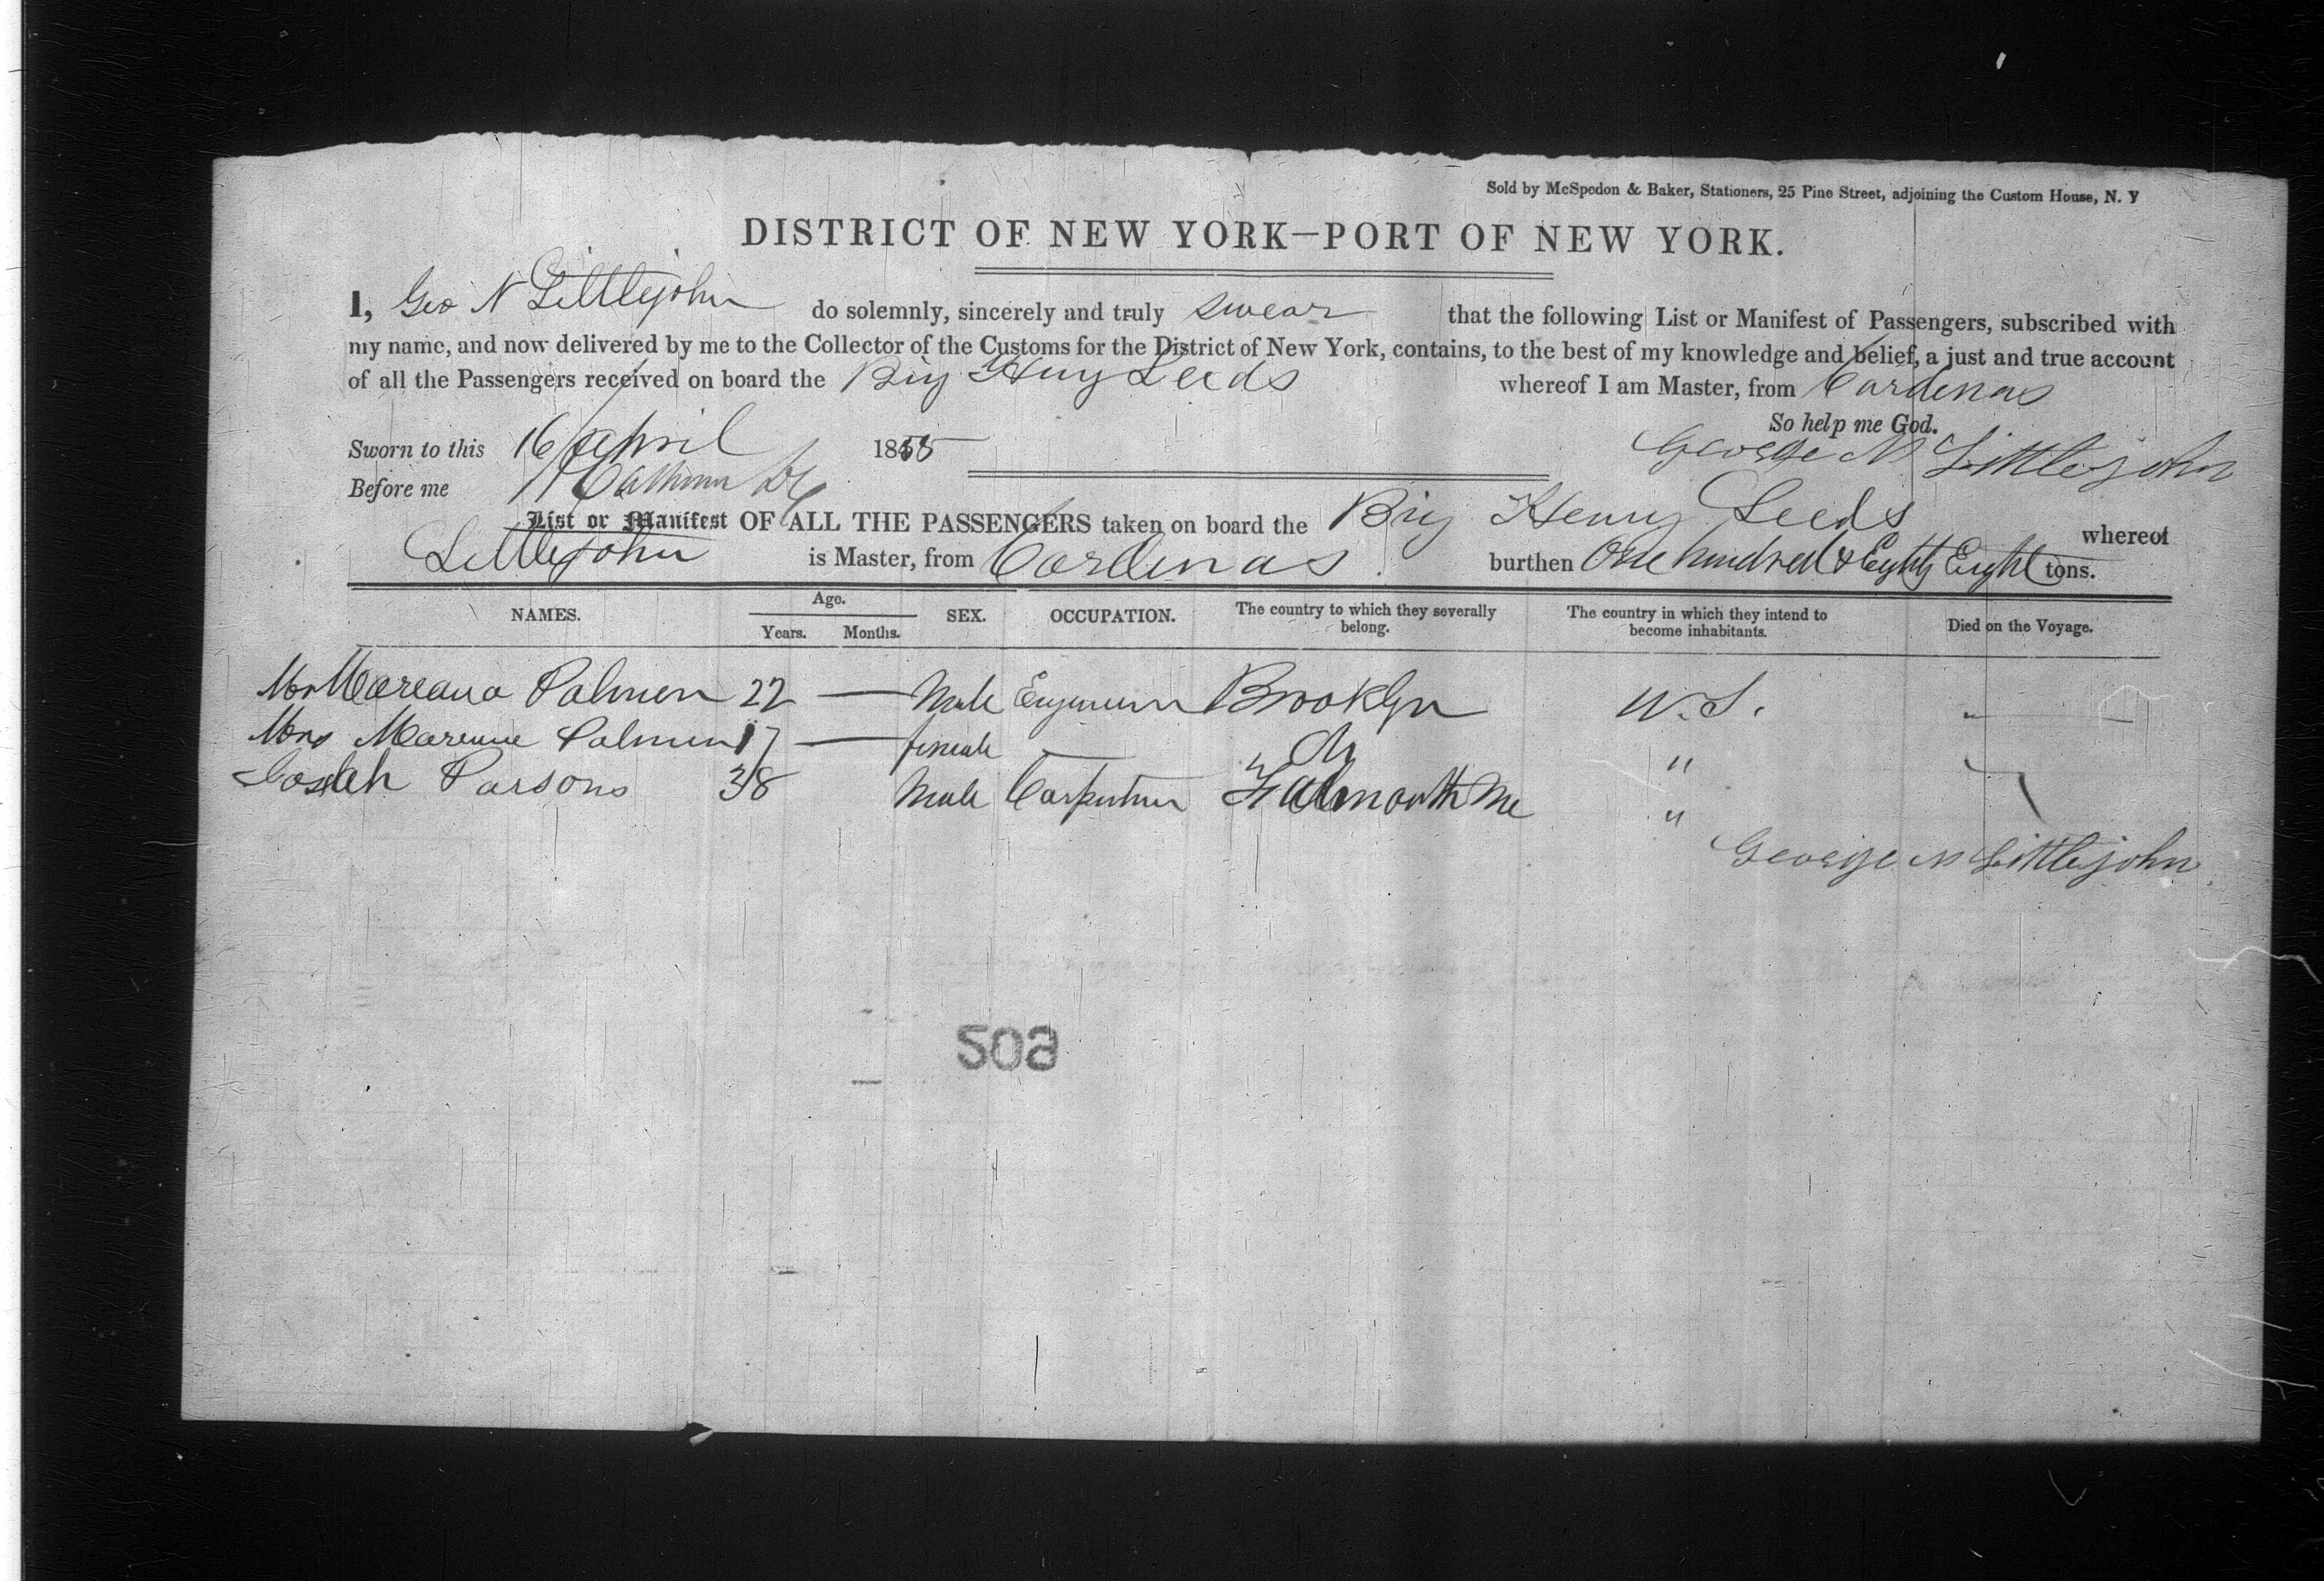 Sold by McSpedon & Baker, Stationers, 25 Pine Street, adjoining the Custom House, N. Y
DISTRICT OF NEW YORK—PORT OF NEW YORK.
I, Geo N Littlejohn do solemnly, sincerely and truly swear that the following List or Manifest of Passengers, subscribed with
my name, and now delivered by me to the Collector of the Customs for the District of New York, contains, to the best of my knowledge and belief, a just and true account
of all the Passengers received on board the Brig Heny Leeds whereof I am Master, from Cardenas
So help me God.
Sworn to this 16 April 1855 George N Littlejohn
Before me
List or Manifest OF ALL THE PASSENGERS taken on board the Brig Henry Leeds whereof
Littlejohn is Master, from Cardenas. burthen One hundred & Eighty Eight tons.
NAMES. Age. Years. Months. SEX. OCCUPATION. The country to which they severally belong. The country in which they intend to become inhabitants. Died on the Voyage.
Mr Palmer 22 — Male Engineer Brooklyn U.S. "
Mrs Palmer 17 — female — " Do "
Josiah Parsons 38 Male Carpenter Falmouth Me "
George N Littlejohn
502